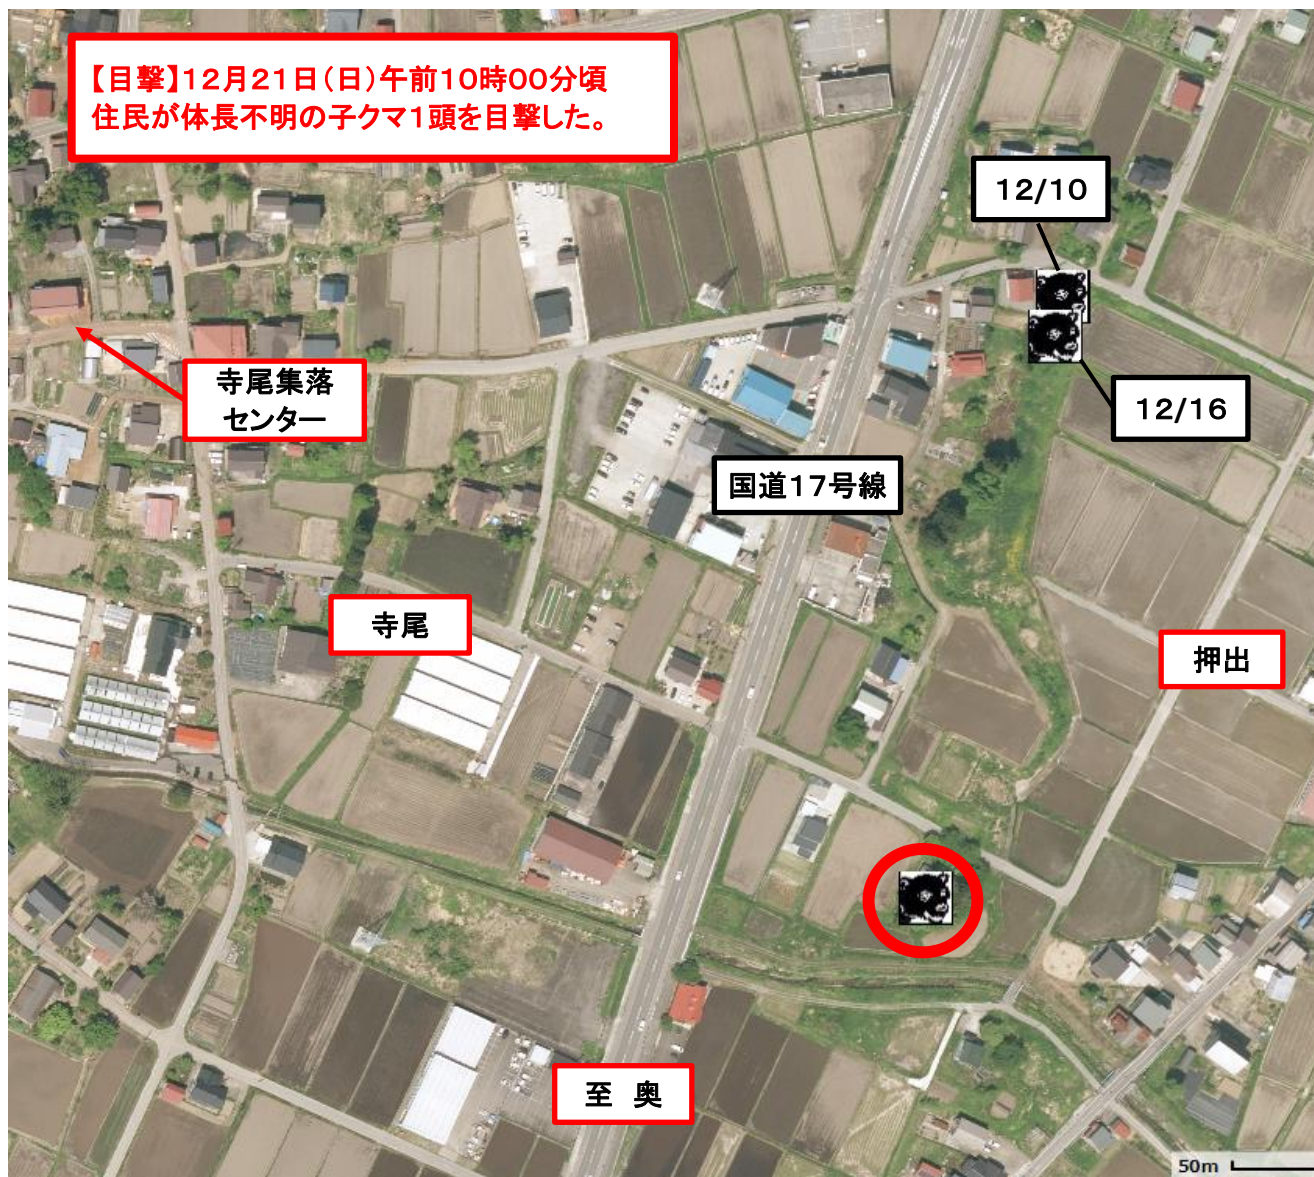 【目撃】12月21日(日)午前10時00分頃
住民が体長不明の子クマ1頭を目撃した。
12/10
12/16
寺尾集落
センター
国道17号線
寺尾
押出
至 奥
50m